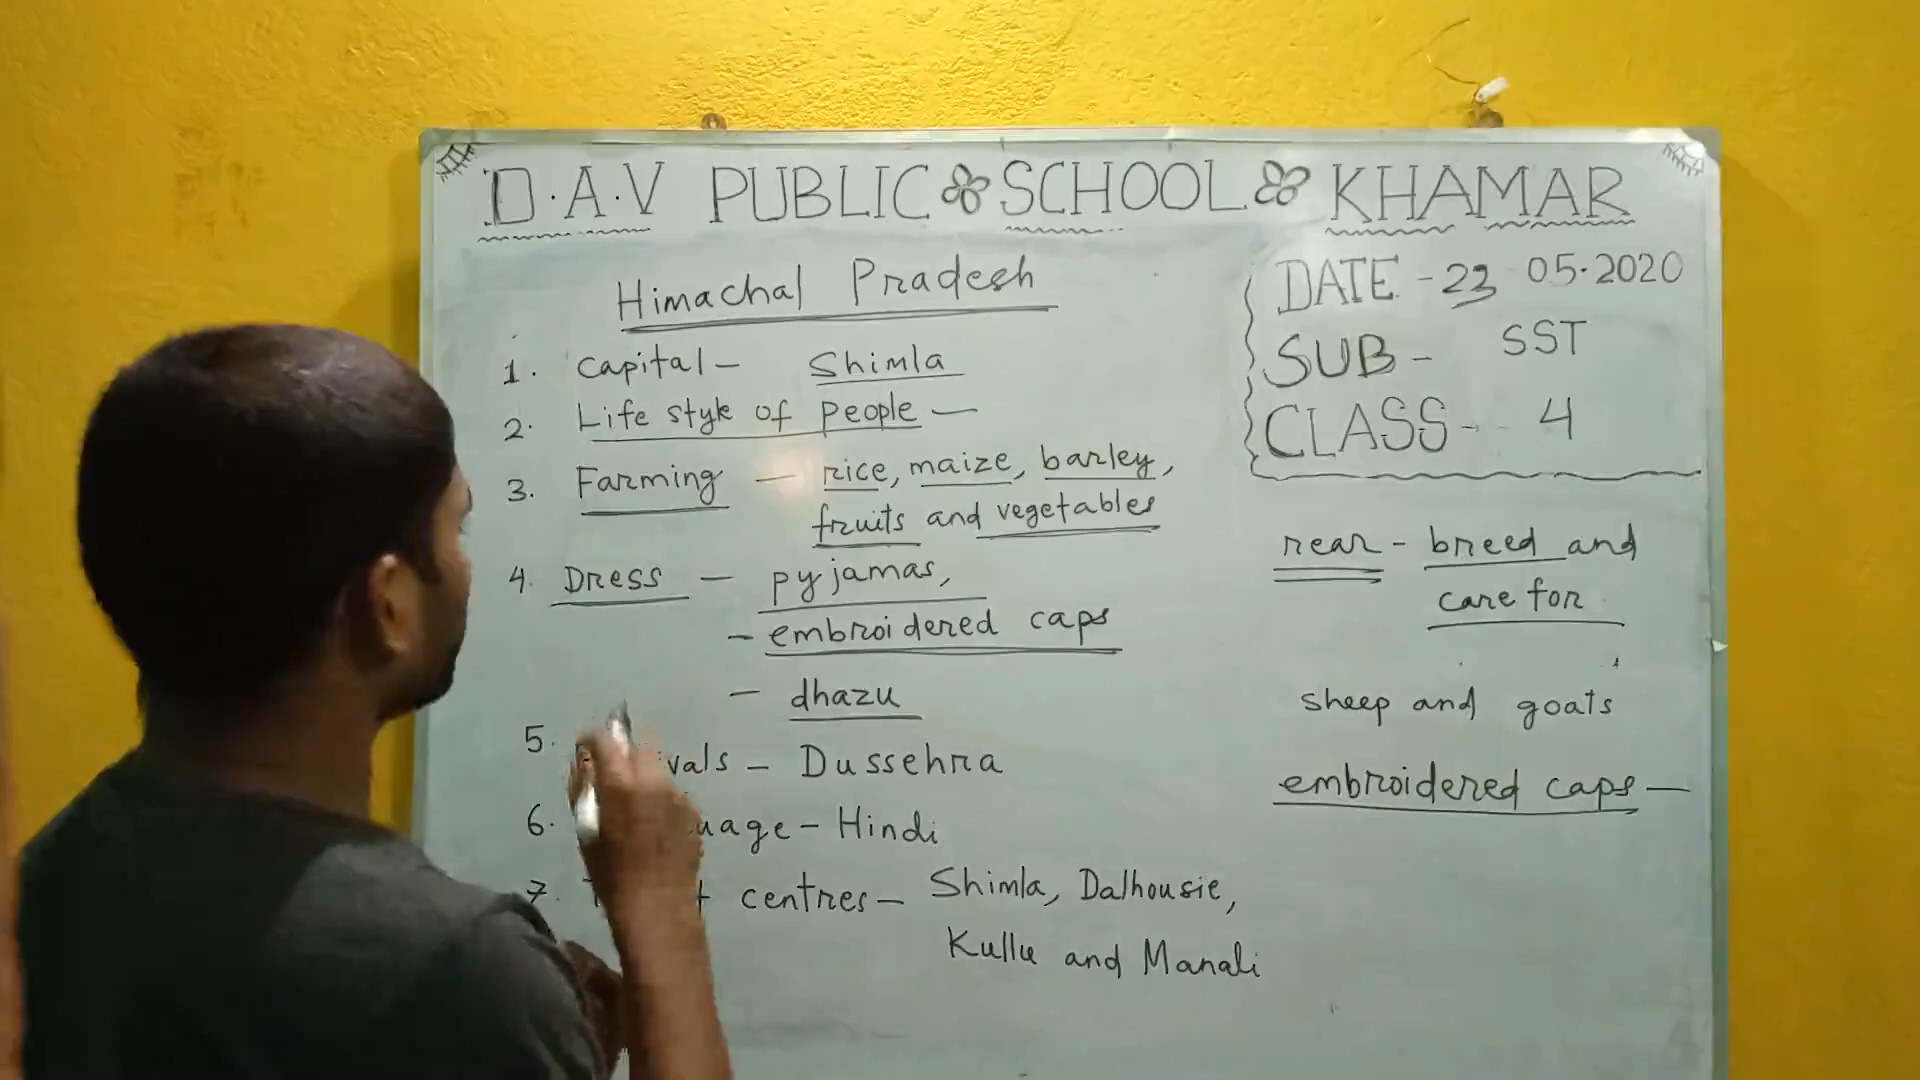 D.A.V PUBLIC SCHOOL KHAMAR
Himachal Pradesh
DATE - 23 05.2020
SUB - SST
CLASS - 4
1. Capital - Shimla
2. Life style of people -
3. Farming - rice, maize, barley,
fruits and vegetables
4. Dress - pyjamas,
- embroidered caps
- dhazu
5. vals - Dussehra
6. uage - Hindi
7. centres - Shimla, Dalhousie,
Kullu and Manali
rear - breed and
care for
sheep and goats
embroidered caps -